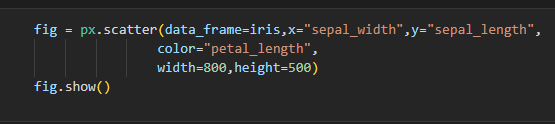 fig = px.scatter(data_frame=iris,x="sepal_width",y="sepal_length",
color="petal_length",
width=800,height=500)
fig.show()